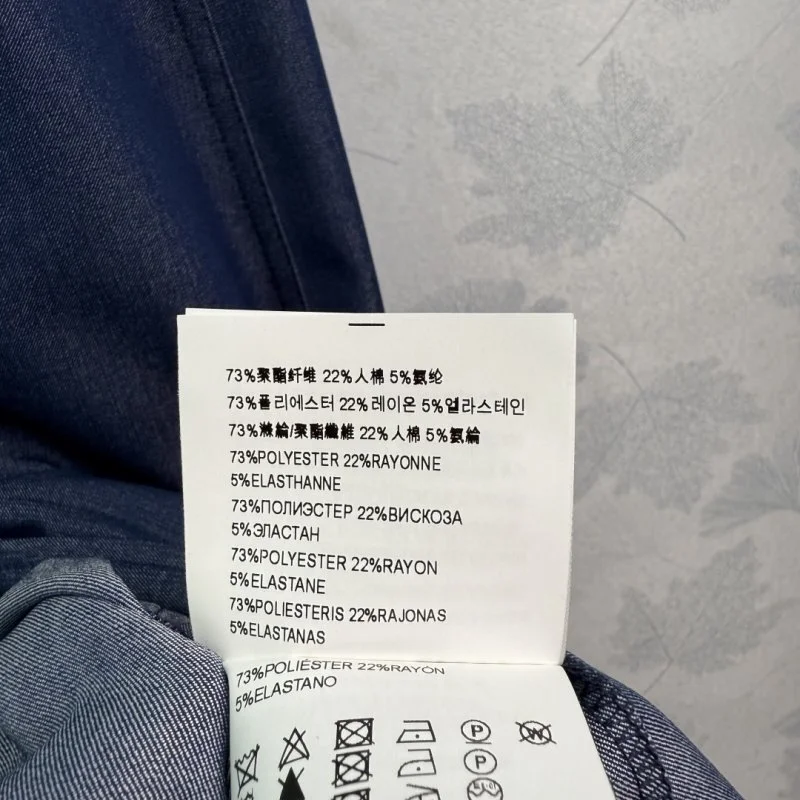 73%聚酯纤维 22%人棉 5%氨纶
73%폴리에스터 22%레이온 5%엘라스테인
73%滌綸/聚酯纖維 22%人棉 5%氨綸
73%POLYESTER 22%RAYONNE
5%ELASTHANNE
73%ПОЛИЭСТЕР 22%ВИСКОЗА
5%ЭЛАСТАН
73%POLYESTER 22%RAYON
5%ELASTANE
73%POLIESTERIS 22%RAJONAS
5%ELASTANAS
73%POLIÉSTER 22%RAYÓN
5%ELASTANO
P
W
P